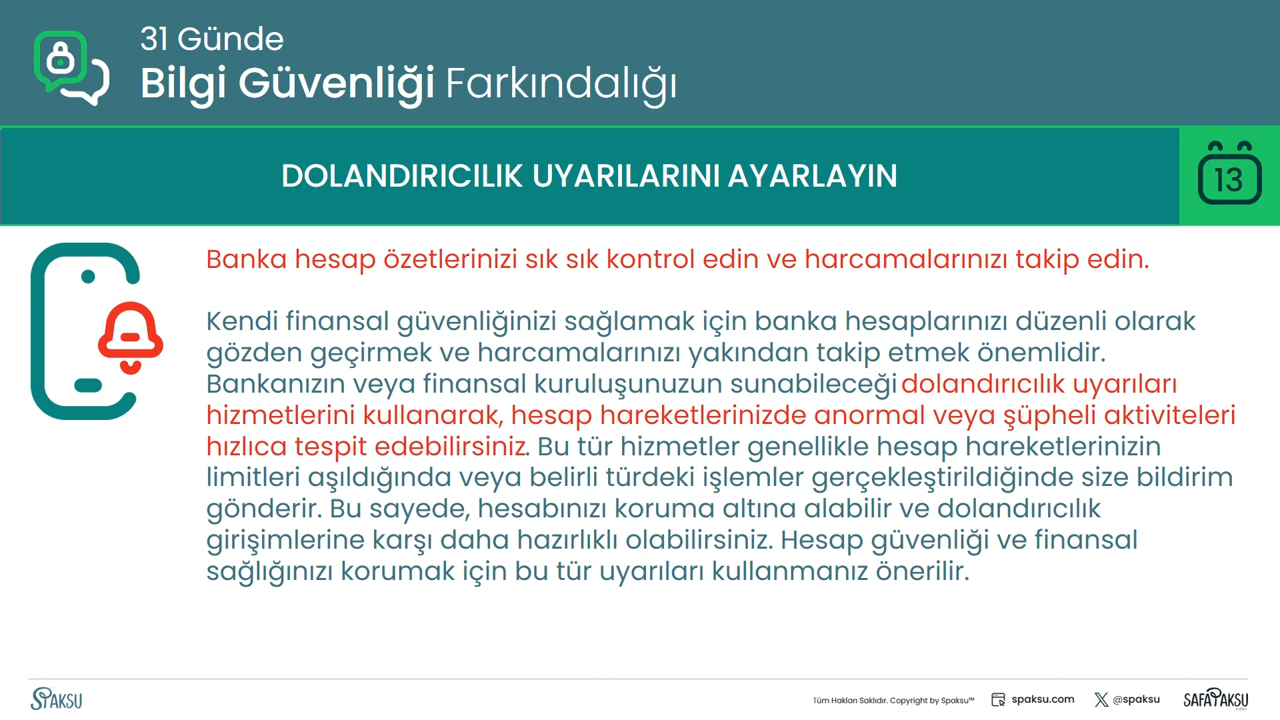 31 Günde
Bilgi Güvenliği Farkındalığı
DOLANDIRICILIK UYARILARINI AYARLAYIN
13
Banka hesap özetlerinizi sık sık kontrol edin ve harcamalarınızı takip edin.
Kendi finansal güvenliğinizi sağlamak için banka hesaplarınızı düzenli olarak
gözden geçirmek ve harcamalarınızı yakından takip etmek önemlidir.
Bankanızın veya finansal kuruluşunuzun sunabileceği dolandırıcılık uyarıları
hizmetlerini kullanarak, hesap hareketlerinizde anormal veya şüpheli aktiviteleri
hızlıca tespit edebilirsiniz. Bu tür hizmetler genellikle hesap hareketlerinizin
limitleri aşıldığında veya belirli türdeki işlemler gerçekleştirildiğinde size bildirim
gönderir. Bu sayede, hesabınızı koruma altına alabilir ve dolandırıcılık
girişimlerine karşı daha hazırlıklı olabilirsiniz. Hesap güvenliği ve finansal
sağlığınızı korumak için bu tür uyarıları kullanmanız önerilir.
SPAKSU
Tüm Hakları Saklıdır. Copyright by Spaksu™
spaksu.com
@spaksu
SAFAPAKSU